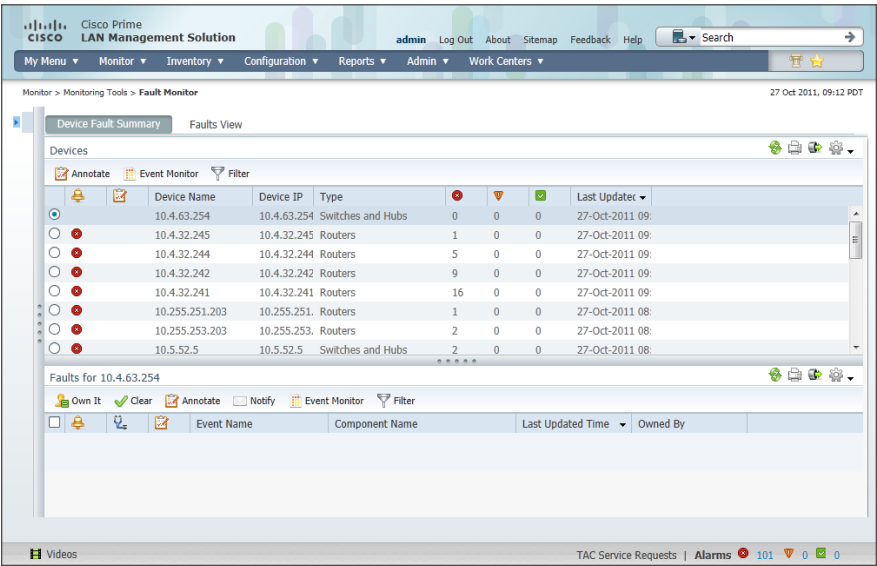 Cisco Prime
CISCO LAN Management Solution
admin Log Out About Sitemap Feedback Help Search
My Menu Monitor Inventory Configuration Reports Admin Work Centers
Monitor > Monitoring Tools > Fault Monitor 27 Oct 2011, 09:12 PDT
Device Fault Summary Faults View
Devices
Annotate Event Monitor Filter
Device Name Device IP Type Last Updated
10.4.63.254 10.4.63.254 Switches and Hubs 0 0 0 27-Oct-2011 09:
10.4.32.245 10.4.32.245 Routers 1 0 0 27-Oct-2011 09:
10.4.32.244 10.4.32.244 Routers 5 0 0 27-Oct-2011 09:
10.4.32.242 10.4.32.242 Routers 9 0 0 27-Oct-2011 09:
10.4.32.241 10.4.32.241 Routers 16 0 0 27-Oct-2011 09:
10.255.251.203 10.255.251. Routers 1 0 0 27-Oct-2011 08:
10.255.253.203 10.255.253. Routers 2 0 0 27-Oct-2011 08:
10.5.52.5 10.5.52.5 Switches and Hubs 2 0 0 27-Oct-2011 08:
Faults for 10.4.63.254
Own It Clear Annotate Notify Event Monitor Filter
Event Name Component Name Last Updated Time Owned By
Videos TAC Service Requests | Alarms 101 0 0